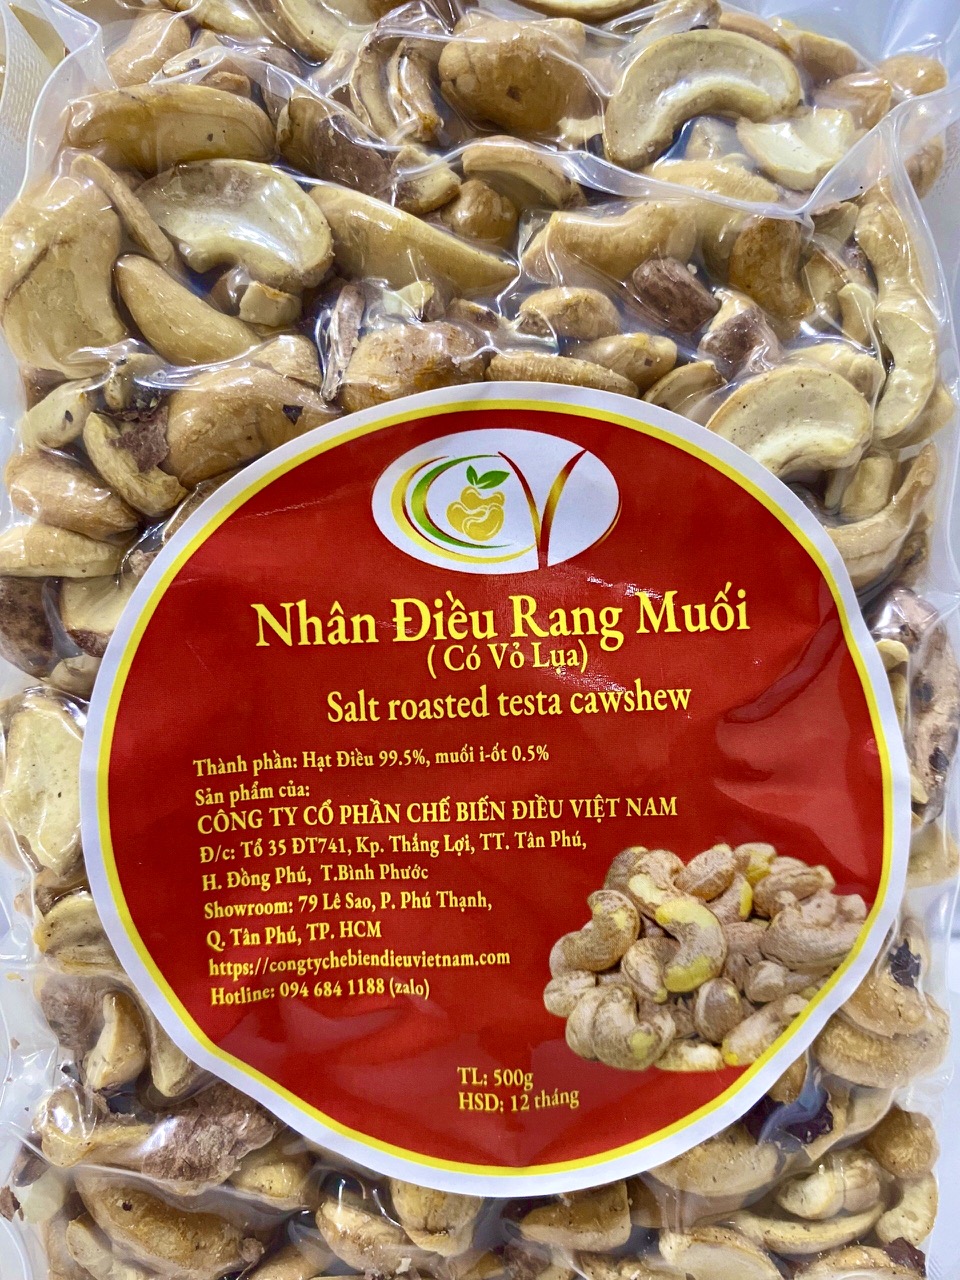 Nhân Điều Rang Muối
( Có Vỏ Lụa)
Salt roasted testa cawshew
Thành phần: Hạt Điều 99.5%, muối i-ốt 0.5%
Sản phẩm của:
CÔNG TY CỔ PHẦN CHẾ BIẾN ĐIỀU VIỆT NAM
Đ/c: Tổ 35 ĐT741, Kp. Thắng Lợi, TT. Tân Phú,
H. Đồng Phú, T.Bình Phước
Showroom: 79 Lê Sao, P. Phú Thạnh,
Q. Tân Phú, TP. HCM
https://congtychebiendieuvietnam.com
Hotline: 094 684 1188 (zalo)
TL: 500g
HSD: 12 tháng